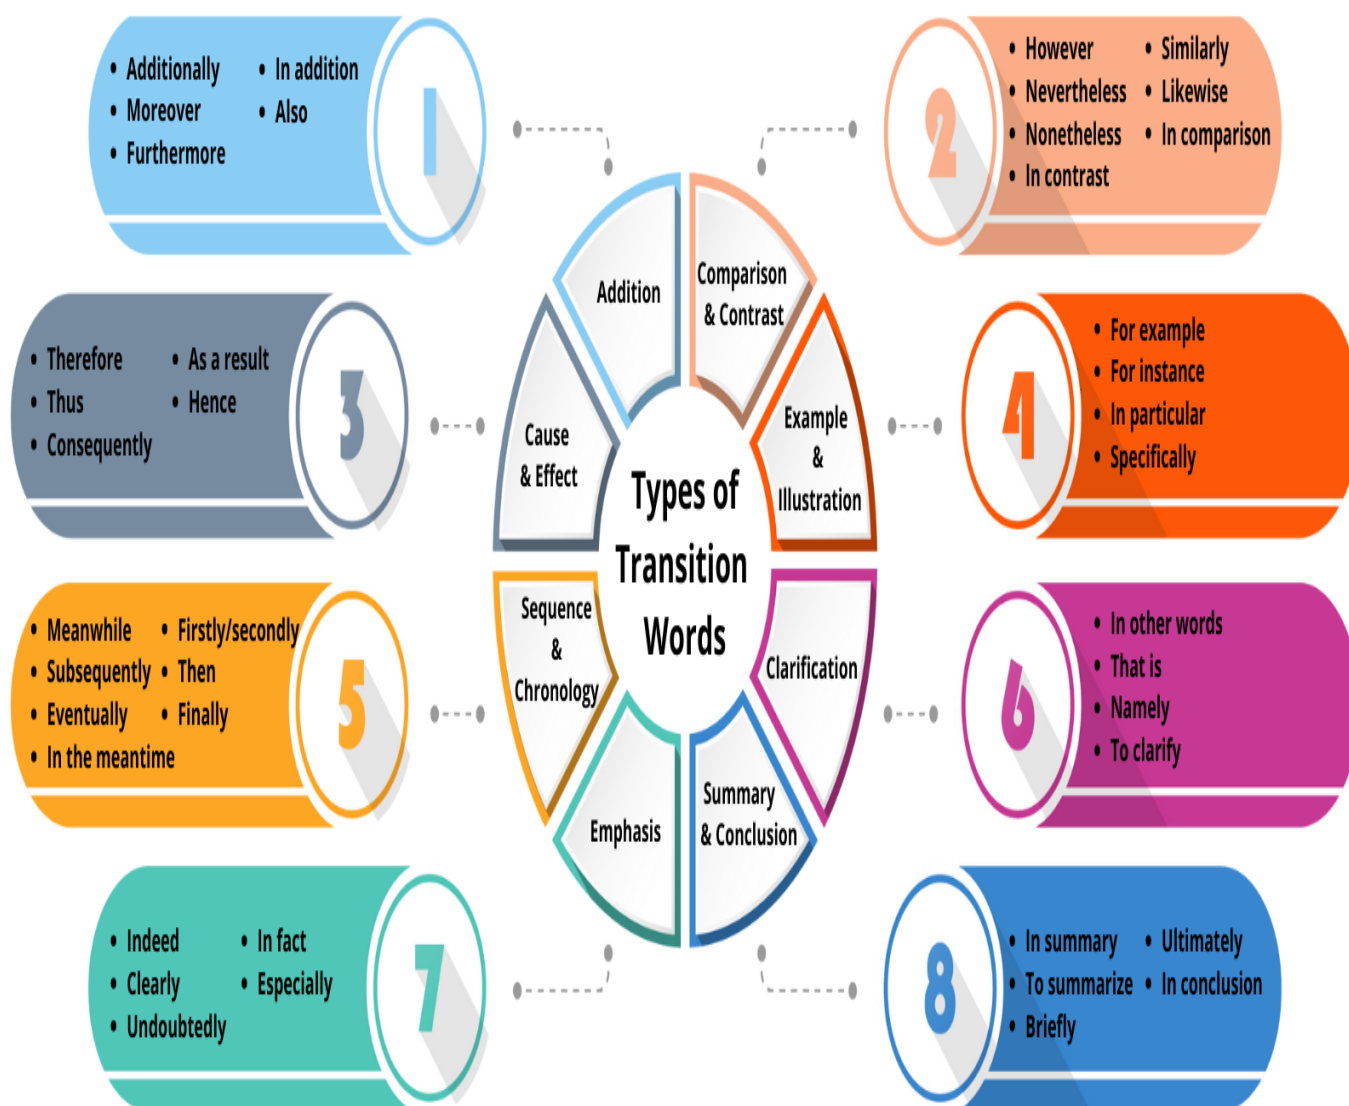 • Additionally
• Moreover
• Furthermore
• In addition
• Also
1
2
• However
• Nevertheless
• Nonetheless
• In contrast
• Similarly
• Likewise
• In comparison
Addition
Comparison
& Contrast
• Therefore
• Thus
• Consequently
• As a result
• Hence
3
Cause
& Effect
Example
&
Illustration
4
• For example
• For instance
• In particular
• Specifically
Types of
Transition
Words
• Meanwhile
• Subsequently
• Eventually
• In the meantime
• Firstly/secondly
• Then
• Finally
5
Sequence
&
Chronology
Clarification
6
• In other words
• That is
• Namely
• To clarify
Emphasis
Summary
& Conclusion
• Indeed
• Clearly
• Undoubtedly
• In fact
• Especially
7
8
• In summary
• To summarize
• Briefly
• Ultimately
• In conclusion